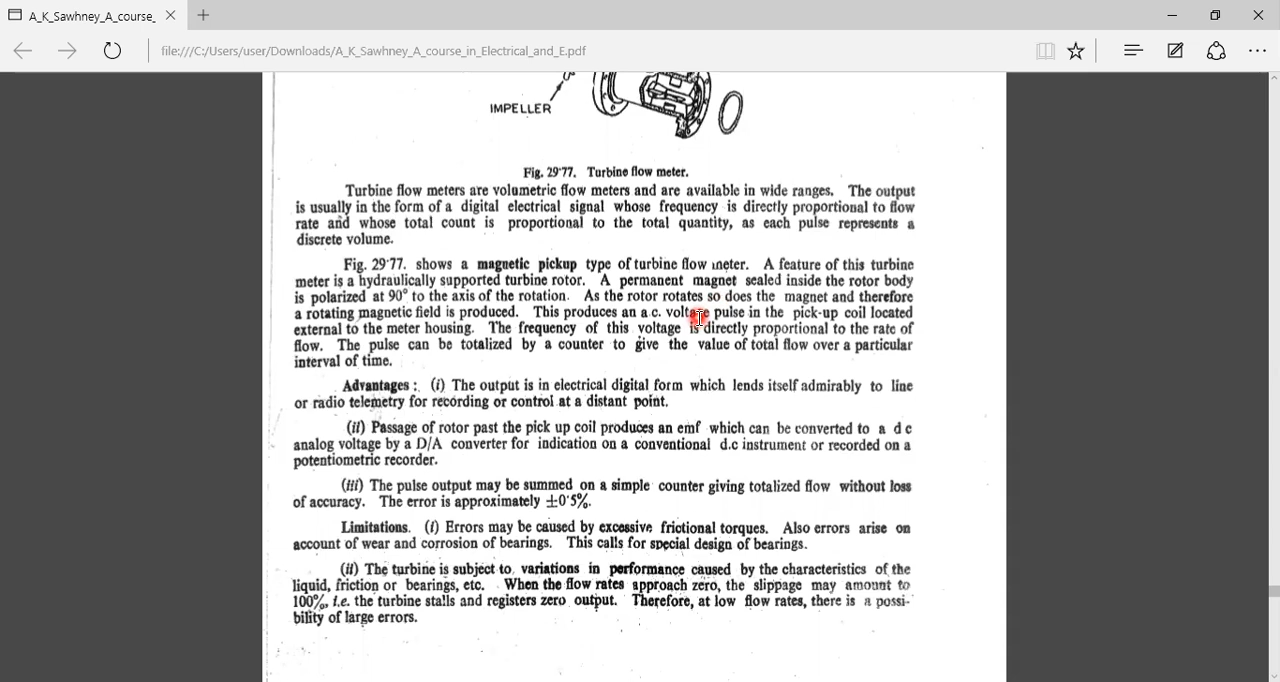 A_K_Sawhney_A_course_
file:///C:/Users/user/Downloads/A_K_Sawhney_A_course_in_Electrical_and_E.pdf
IMPELLER
Fig. 29·77. Turbine flow meter.
Turbine flow meters are volumetric flow meters and are available in wide ranges. The output
is usually in the form of a digital electrical signal whose frequency is directly proportional to flow
rate and whose total count is proportional to the total quantity, as each pulse represents a
discrete volume.
Fig. 29·77. shows a magnetic pickup type of turbine flow meter. A feature of this turbine
meter is a hydraulically supported turbine rotor. A permanent magnet sealed inside the rotor body
is polarized at 90° to the axis of the rotation. As the rotor rotates so does the magnet and therefore
a rotating magnetic field is produced. This produces an a.c. voltage pulse in the pick-up coil located
external to the meter housing. The frequency of this voltage is directly proportional to the rate of
flow. The pulse can be totalized by a counter to give the value of total flow over a particular
interval of time.
Advantages : (i) The output is in electrical digital form which lends itself admirably to line
or radio telemetry for recording or control at a distant point.
(ii) Passage of rotor past the pick up coil produces an emf which can be converted to a d c
analog voltage by a D/A converter for indication on a conventional d.c instrument or recorded on a
potentiometric recorder.
(iii) The pulse output may be summed on a simple counter giving totalized flow without loss
of accuracy. The error is approximately ±0·5%.
Limitations. (i) Errors may be caused by excessive frictional torques. Also errors arise on
account of wear and corrosion of bearings. This calls for special design of bearings.
(ii) The turbine is subject to variations in performance caused by the characteristics of the
liquid, friction or bearings, etc. When the flow rates approach zero, the slippage may amount to
100%, i.e. the turbine stalls and registers zero output. Therefore, at low flow rates, there is a possi-
bility of large errors.